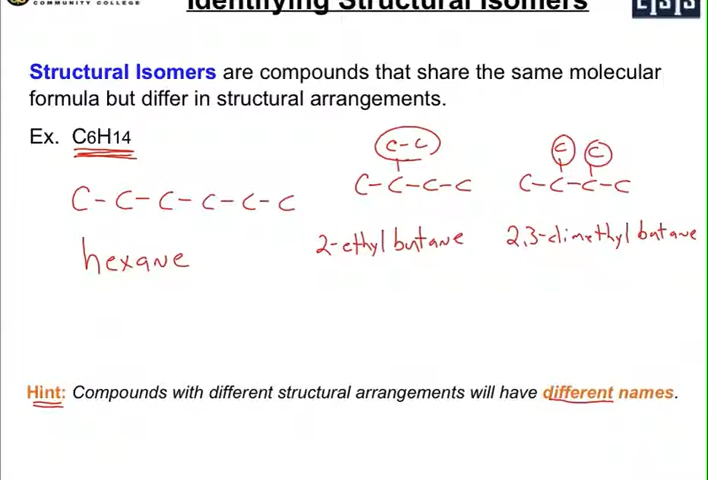 COMMUNITY COLLEGE
Identifying Structural Isomers
Structural Isomers are compounds that share the same molecular
formula but differ in structural arrangements.
Ex. C6H14
C-C-C-C-C-C
hexane
C-C
C-C-C-C
2-ethyl butane
C C
C-C-C-C
2,3-dimethyl butane
Hint: Compounds with different structural arrangements will have different names.